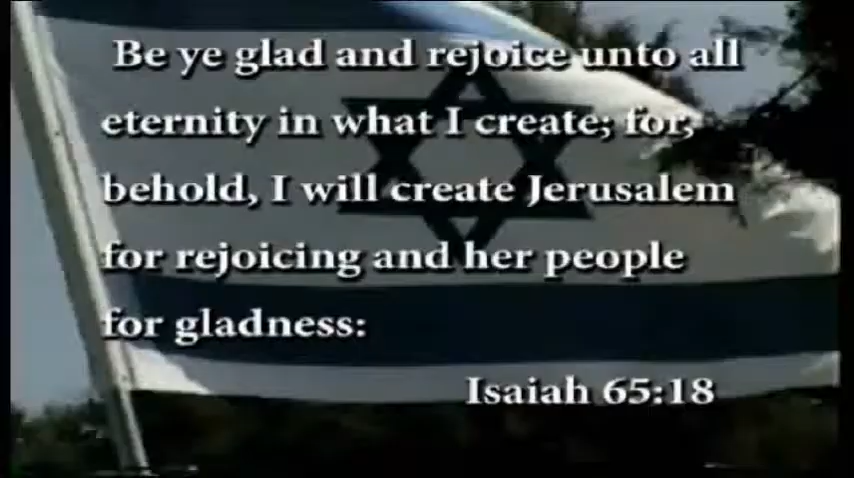 Be ye glad and rejoice unto all
eternity in what I create; for,
behold, I will create Jerusalem
for rejoicing and her people
for gladness:
Isaiah 65:18